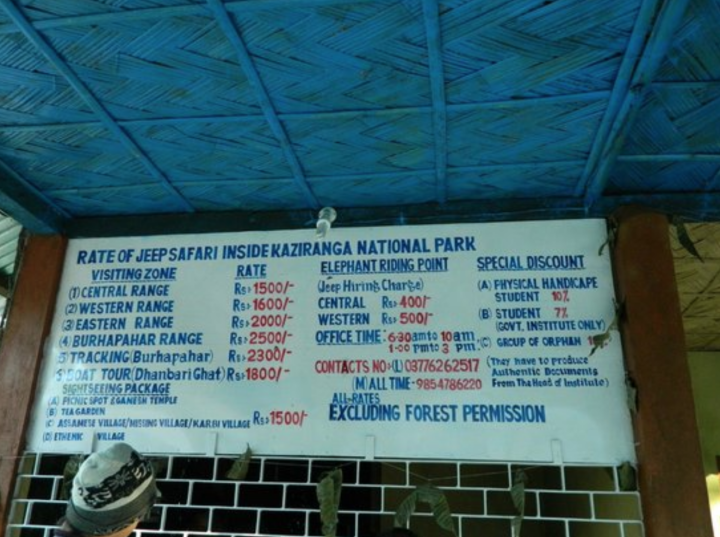 RATE OF JEEP SAFARI INSIDE KAZIRANGA NATIONAL PARK
VISITING ZONE RATE
(1) CENTRAL RANGE Rs> 1500/-
(2) WESTERN RANGE Rs> 1600/-
(3) EASTERN RANGE Rs> 2000/-
(4) BURHAPAHAR RANGE Rs> 2500/-
5) TRACKING (Burhapahar) Rs> 2300/-
BOAT TOUR (Dhanbari Ghat) Rs> 1800/-
SIGHTSEEING PACKAGE
(A) PICNIC SPOT & GANESH TEMPLE
(B) TEA GARDEN
(C) ASSAMESE VILLAGE/MISSING VILLAGE/KARBI VILLAGE Rs> 1500/-
(D) ETHENIC VILLAGE
ELEPHANT RIDING POINT
(Jeep Hiring Charge)
CENTRAL Rs> 400/-
WESTERN Rs> 500/-
OFFICE TIME: 6-30am to 10 am
1-00 pm to 3 pm
CONTACTS NO> (L) 03776262517
(M) ALL TIME - 9854786220
ALL-RATES
EXCLUDING FOREST PERMISSION
SPECIAL DISCOUNT
(A) PHYSICAL HANDICAPE
STUDENT 10%
(B) STUDENT 7%
(GOVT. INSTITUTE ONLY)
(C) GROUP OF ORPHAN
(They have to produce
Authentic Documents
From The Head of Institute)